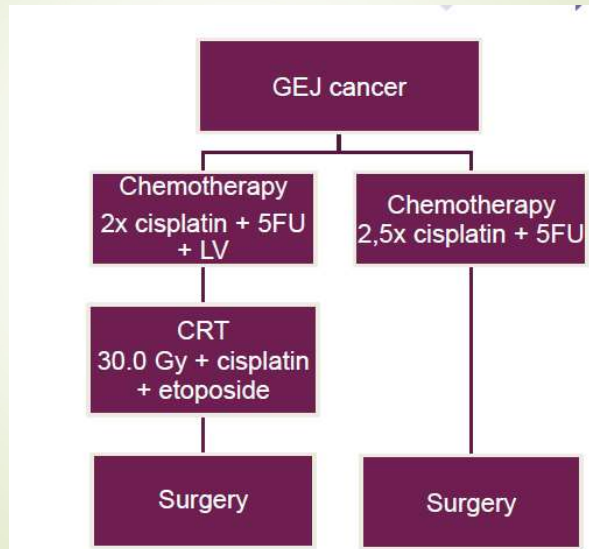 GEJ cancer
Chemotherapy
2x cisplatin + 5FU
+ LV
Chemotherapy
2,5x cisplatin + 5FU
CRT
30.0 Gy + cisplatin
+ etoposide
Surgery
Surgery